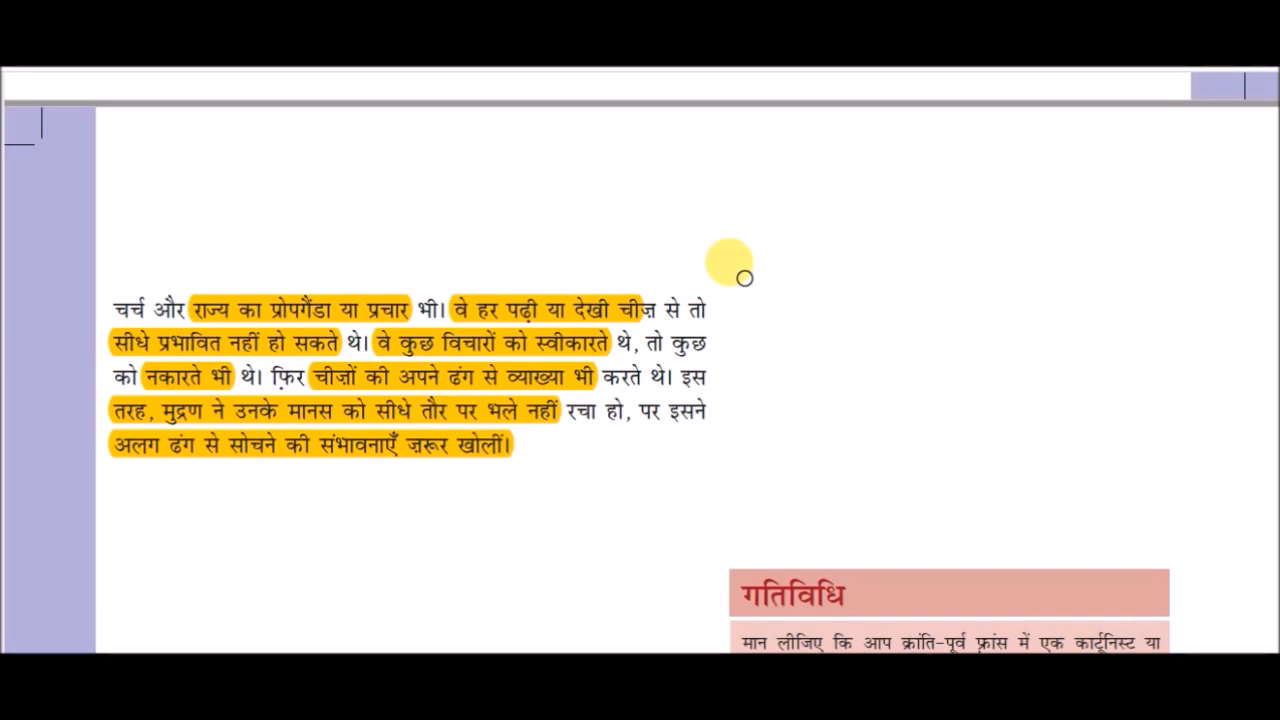 चर्च और राज्य का प्रोपगैंडा या प्रचार भी। वे हर पढ़ी या देखी चीज़ से तो
सीधे प्रभावित नहीं हो सकते थे। वे कुछ विचारों को स्वीकारते थे, तो कुछ
को नकारते भी थे। फ़िर चीज़ों की अपने ढंग से व्याख्या भी करते थे। इस
तरह, मुद्रण ने उनके मानस को सीधे तौर पर भले नहीं रचा हो, पर इसने
अलग ढंग से सोचने की संभावनाएँ ज़रूर खोलीं।
गतिविधि
मान लीजिए कि आप क्रांति-पूर्व फ़्रांस में एक कार्टूनिस्ट या